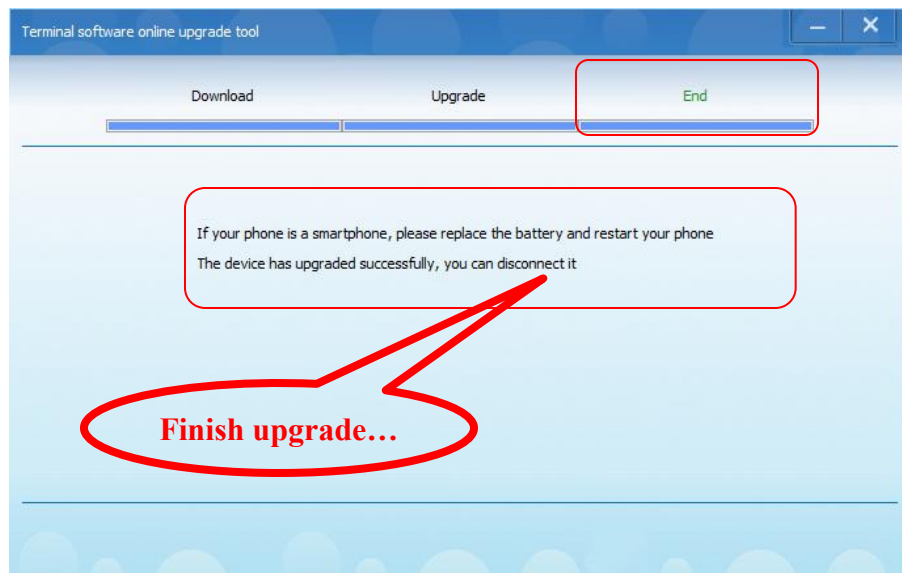 Terminal software online upgrade tool
Download Upgrade End
If your phone is a smartphone, please replace the battery and restart your phone
The device has upgraded successfully, you can disconnect it
Finish upgrade…